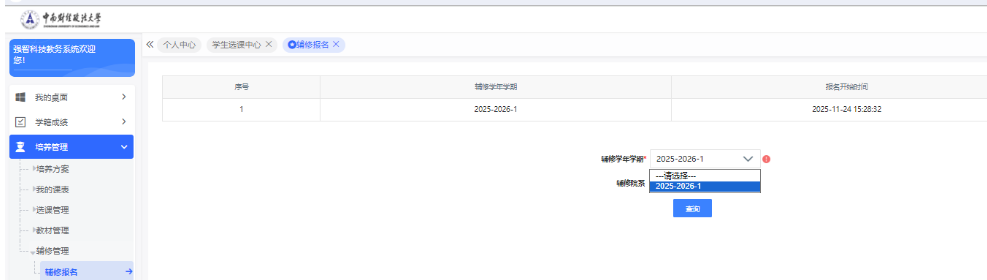 中南财经政法大学
强智科技教务系统欢迎
您!
个人中心
学生选课中心
辅修报名
我的桌面
学籍成绩
培养管理
培养方案
我的课表
选课管理
教材管理
辅修管理
辅修报名
序号 辅修学年学期 报名开始时间
1 2025-2026-1 2025-11-24 15:28:32
辅修学年学期* 2025-2026-1
辅修院系
---请选择---
2025-2026-1
查询